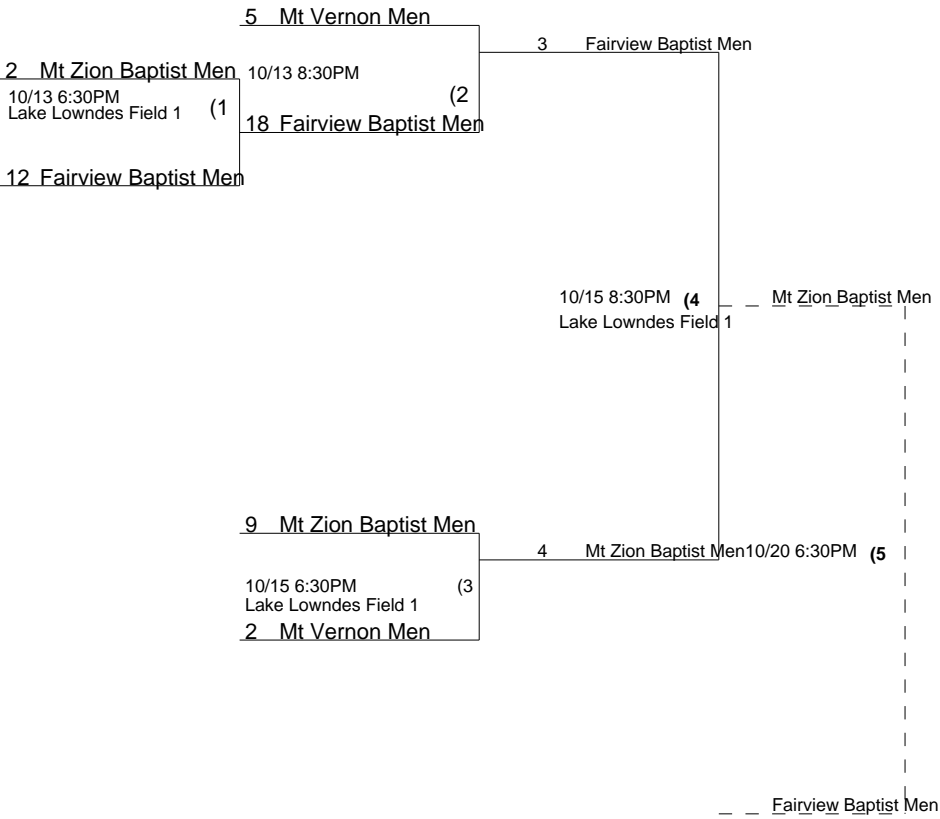 5 Mt Vernon Men
3 Fairview Baptist Men
2 Mt Zion Baptist Men
10/13 8:30PM
10/13 6:30PM
Lake Lowndes Field 1
(1
(2
18 Fairview Baptist Men
12 Fairview Baptist Men
10/15 8:30PM (4
Lake Lowndes Field 1
Mt Zion Baptist Men
9 Mt Zion Baptist Men
4 Mt Zion Baptist Men
10/20 6:30PM (5
10/15 6:30PM (3
Lake Lowndes Field 1
2 Mt Vernon Men
Fairview Baptist Men